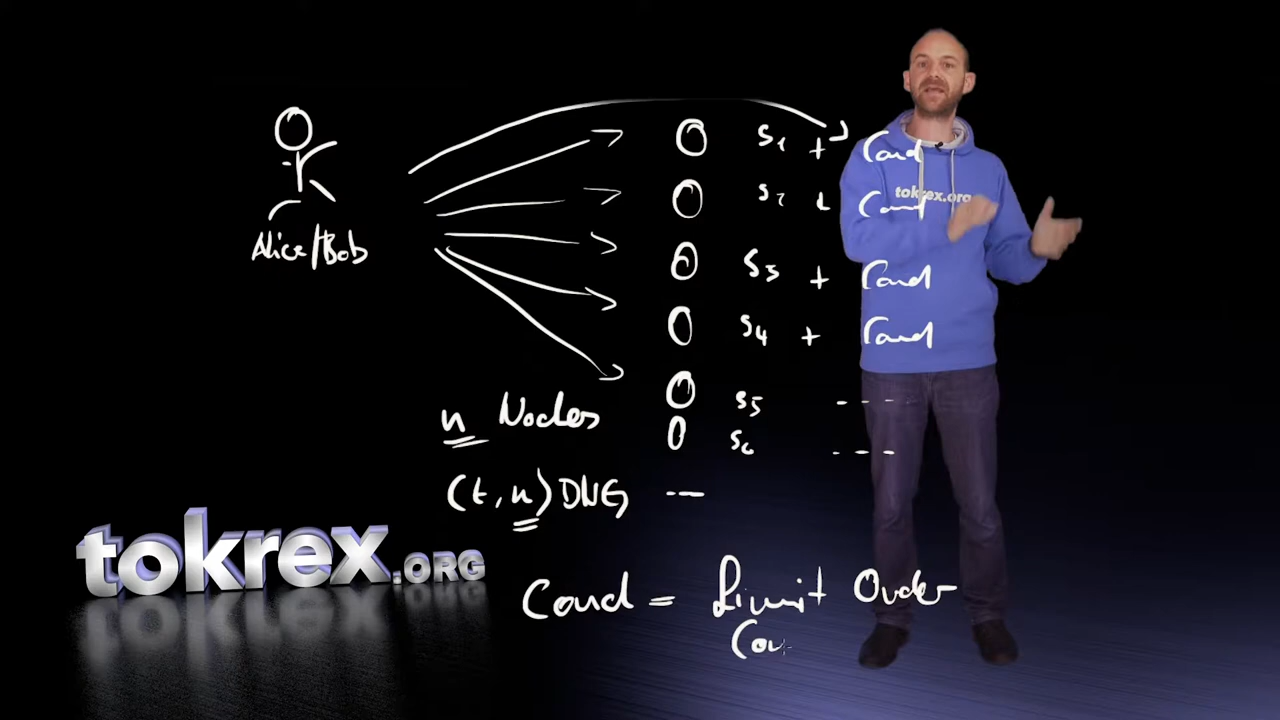 s1 + Cond
tokrex.org
s2 + Cond
Alice/Bob
s3 + Cond
s4 + Cond
n Nodes
s5 ----
s6 ----
(t, n) DKG ---
tokrex.ORG
Cond = Limit Order